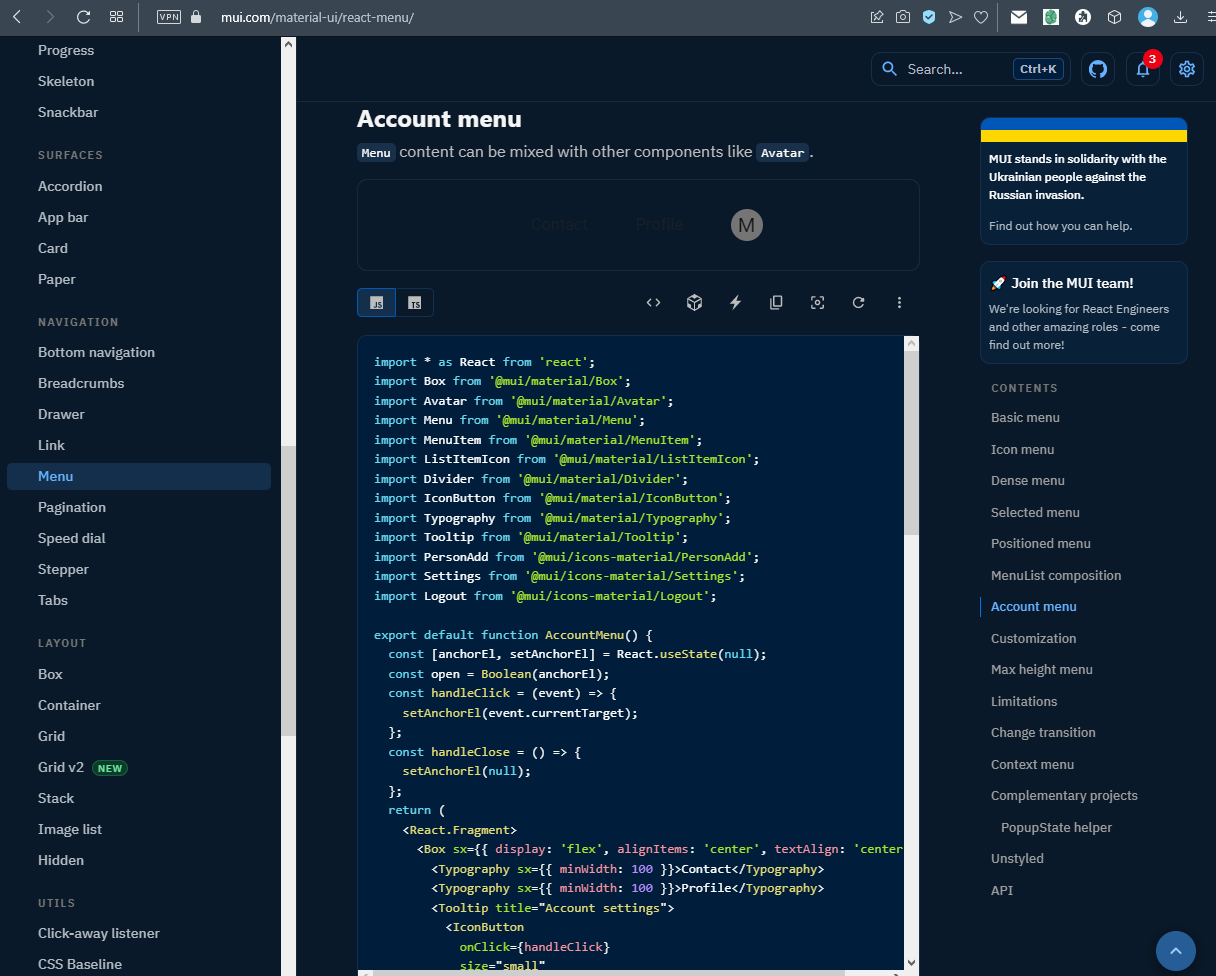 VPN
mui.com/material-ui/react-menu/
Progress
Skeleton
Snackbar
SURFACES
Accordion
App bar
Card
Paper
NAVIGATION
Bottom navigation
Breadcrumbs
Drawer
Link
Menu
Pagination
Speed dial
Stepper
Tabs
LAYOUT
Box
Container
Grid
Grid v2 NEW
Stack
Image list
Hidden
UTILS
Click-away listener
CSS Baseline
Search... Ctrl+K
3
Account menu
Menu content can be mixed with other components like Avatar.
Contact Profile M
JS TS
import * as React from 'react';
import Box from '@mui/material/Box';
import Avatar from '@mui/material/Avatar';
import Menu from '@mui/material/Menu';
import MenuItem from '@mui/material/MenuItem';
import ListItemIcon from '@mui/material/ListItemIcon';
import Divider from '@mui/material/Divider';
import IconButton from '@mui/material/IconButton';
import Typography from '@mui/material/Typography';
import Tooltip from '@mui/material/Tooltip';
import PersonAdd from '@mui/icons-material/PersonAdd';
import Settings from '@mui/icons-material/Settings';
import Logout from '@mui/icons-material/Logout';
export default function AccountMenu() {
const [anchorEl, setAnchorEl] = React.useState(null);
const open = Boolean(anchorEl);
const handleClick = (event) => {
setAnchorEl(event.currentTarget);
};
const handleClose = () => {
setAnchorEl(null);
};
return (
<React.Fragment>
<Box sx={{ display: 'flex', alignItems: 'center', textAlign: 'center
<Typography sx={{ minWidth: 100 }}>Contact</Typography>
<Typography sx={{ minWidth: 100 }}>Profile</Typography>
<Tooltip title="Account settings">
<IconButton
onClick={handleClick}
size="small"
MUI stands in solidarity with the
Ukrainian people against the
Russian invasion.
Find out how you can help.
🚀 Join the MUI team!
We're looking for React Engineers
and other amazing roles - come
find out more!
CONTENTS
Basic menu
Icon menu
Dense menu
Selected menu
Positioned menu
MenuList composition
Account menu
Customization
Max height menu
Limitations
Change transition
Context menu
Complementary projects
PopupState helper
Unstyled
API